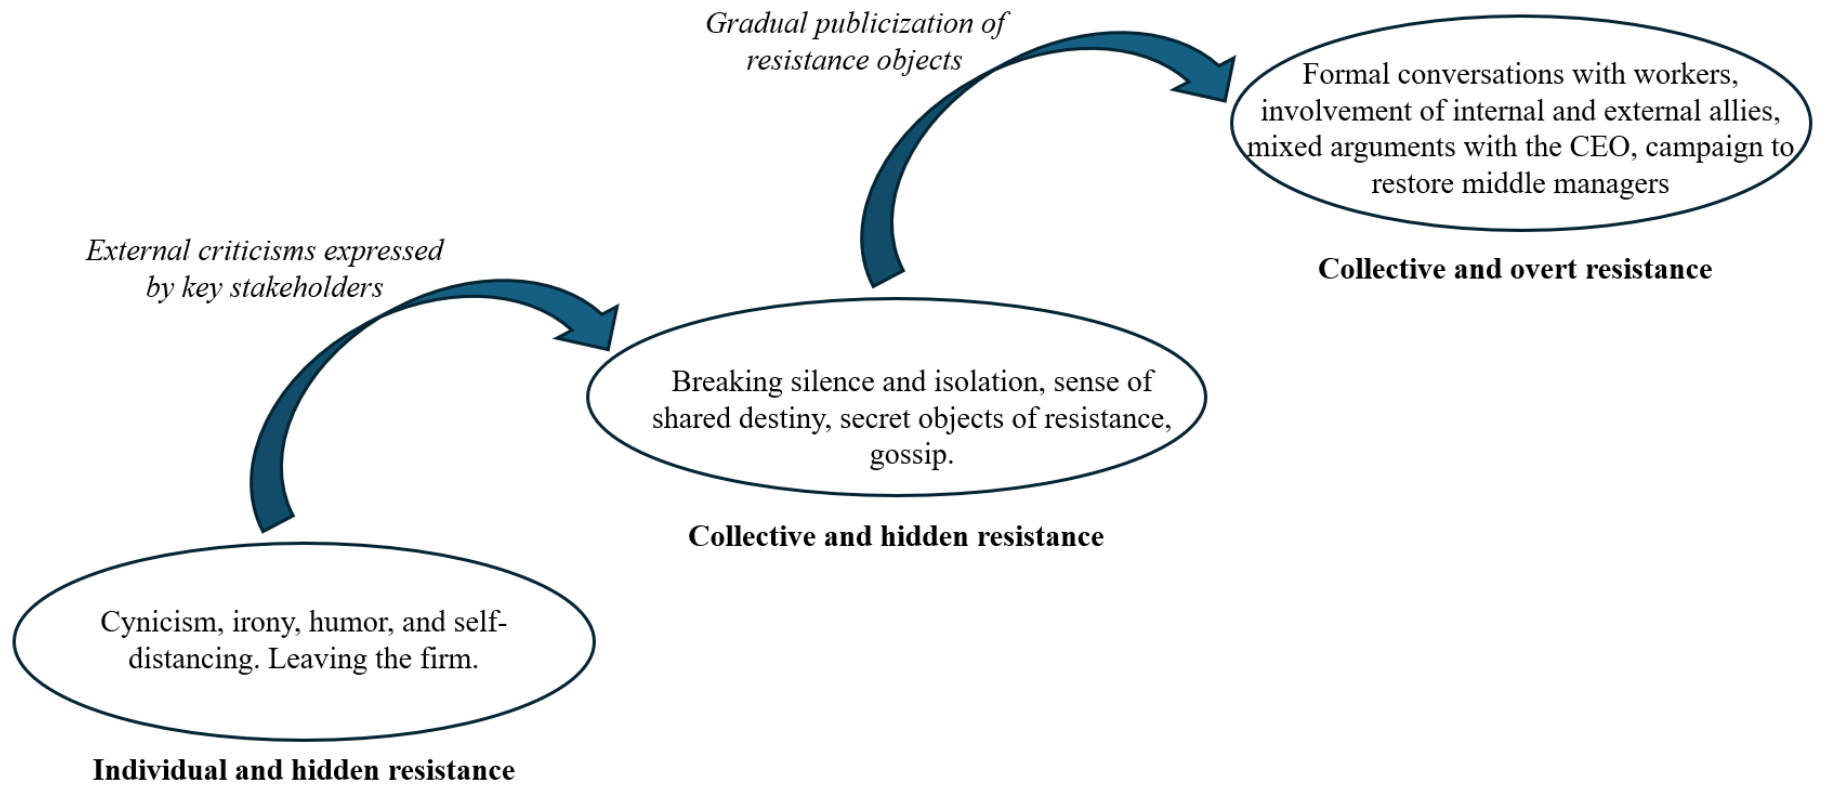 Gradual publicization of
resistance objects
Formal conversations with workers,
involvement of internal and external allies,
mixed arguments with the CEO, campaign to
restore middle managers
Collective and overt resistance
External criticisms expressed
by key stakeholders
Breaking silence and isolation, sense of
shared destiny, secret objects of resistance,
gossip.
Collective and hidden resistance
Cynicism, irony, humor, and self-
distancing. Leaving the firm.
Individual and hidden resistance